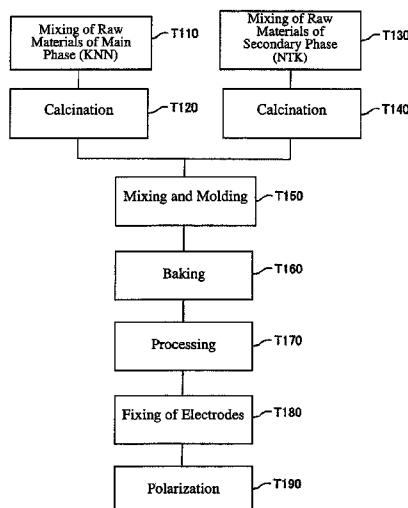 Mixing of Raw
Materials of Main
Phase (KNN)
T110
Mixing of Raw
Materials of
Secondary Phase
(NTK)
T130
Calcination
T120
Calcination
T140
Mixing and Molding
T150
Baking
T160
Processing
T170
Fixing of Electrodes
T180
Polarization
T190